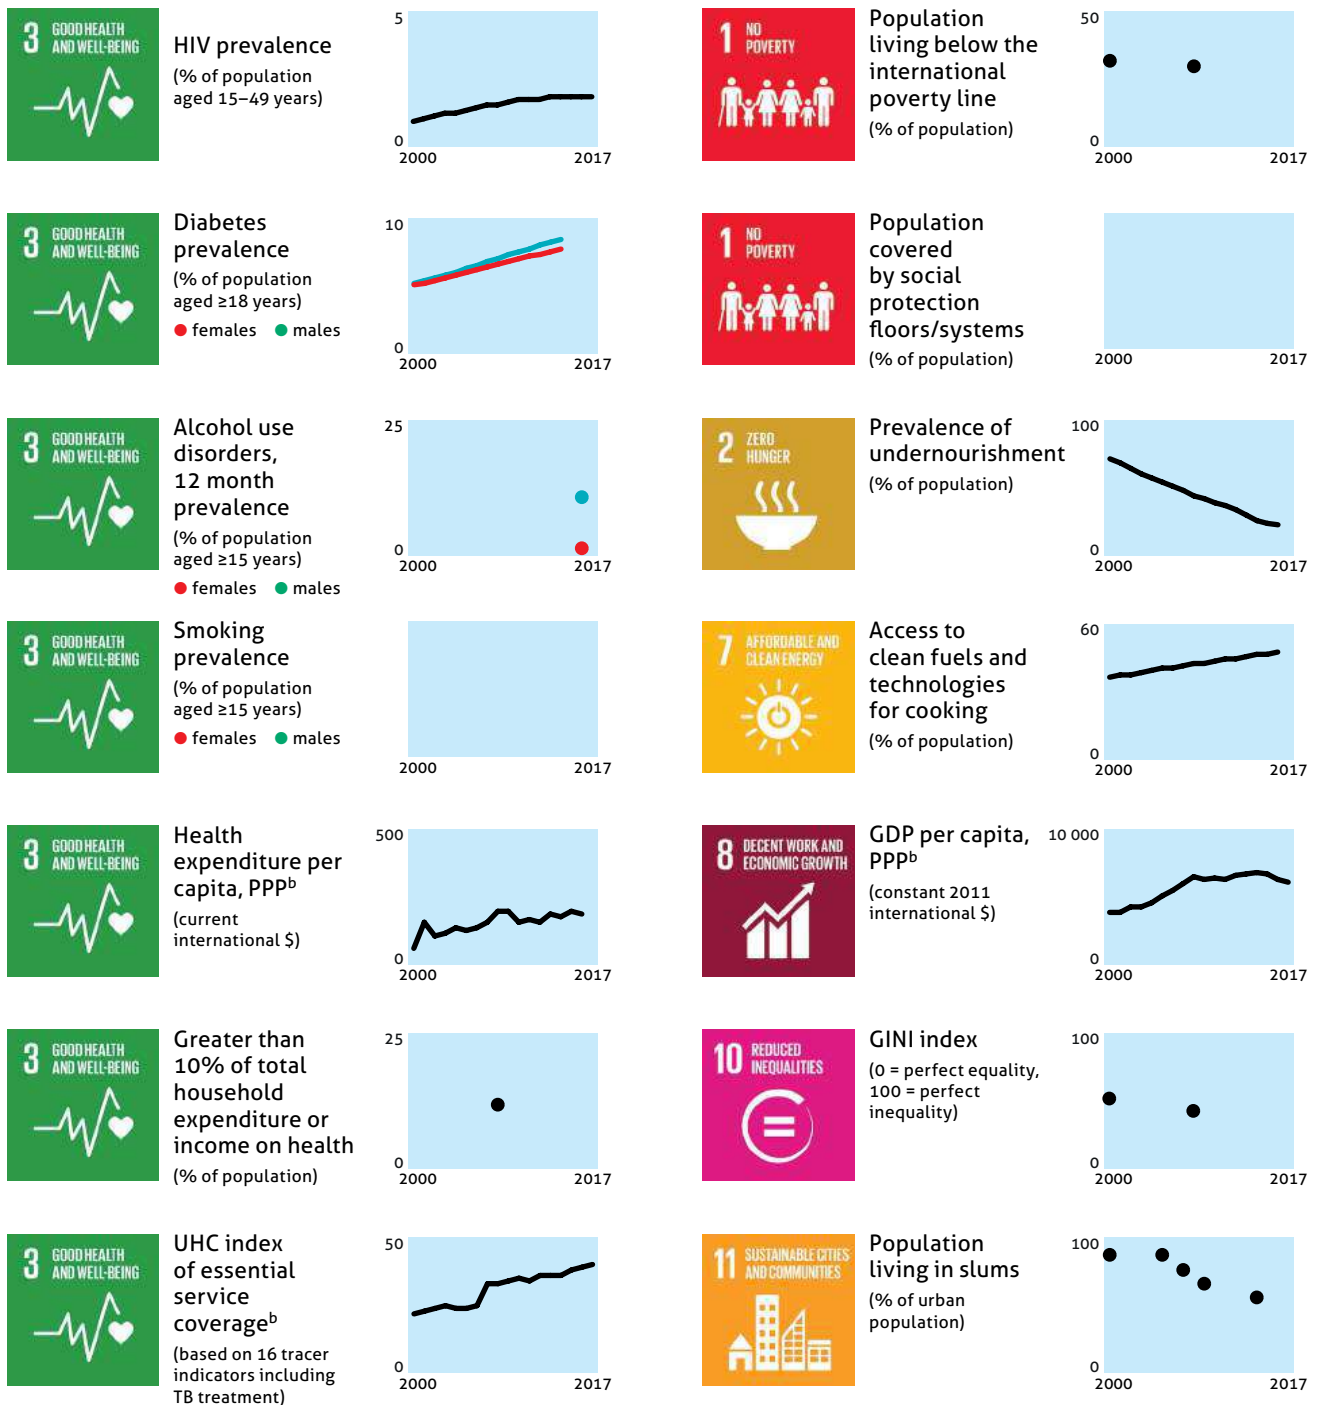 3 GOOD HEALTH
AND WELL-BEING
HIV prevalence
(% of population
aged 15–49 years)
5
0
2000 2017
1 NO
POVERTY
Population
living below the
international
poverty line
(% of population)
50
0
2000 2017
3 GOOD HEALTH
AND WELL-BEING
Diabetes
prevalence
(% of population
aged ≥18 years)
females males
10
0
2000 2017
1 NO
POVERTY
Population
covered
by social
protection
floors/systems
(% of population)
2000 2017
3 GOOD HEALTH
AND WELL-BEING
Alcohol use
disorders,
12 month
prevalence
(% of population
aged ≥15 years)
females males
25
0
2000 2017
2 ZERO
HUNGER
Prevalence of
undernourishment
(% of population)
100
0
2000 2017
3 GOOD HEALTH
AND WELL-BEING
Smoking
prevalence
(% of population
aged ≥15 years)
females males
2000 2017
7 AFFORDABLE AND
CLEAN ENERGY
Access to
clean fuels and
technologies
for cooking
(% of population)
60
0
2000 2017
3 GOOD HEALTH
AND WELL-BEING
Health
expenditure per
capita, PPPᵇ
(current
international $)
500
0
2000 2017
8 DECENT WORK AND
ECONOMIC GROWTH
GDP per capita,
PPPᵇ
(constant 2011
international $)
10 000
0
2000 2017
3 GOOD HEALTH
AND WELL-BEING
Greater than
10% of total
household
expenditure or
income on health
(% of population)
25
0
2000 2017
10 REDUCED
INEQUALITIES
GINI index
(0 = perfect equality,
100 = perfect
inequality)
100
0
2000 2017
3 GOOD HEALTH
AND WELL-BEING
UHC index
of essential
service
coverageᵇ
(based on 16 tracer
indicators including
TB treatment)
50
0
2000 2017
11 SUSTAINABLE CITIES
AND COMMUNITIES
Population
living in slums
(% of urban
population)
100
0
2000 2017